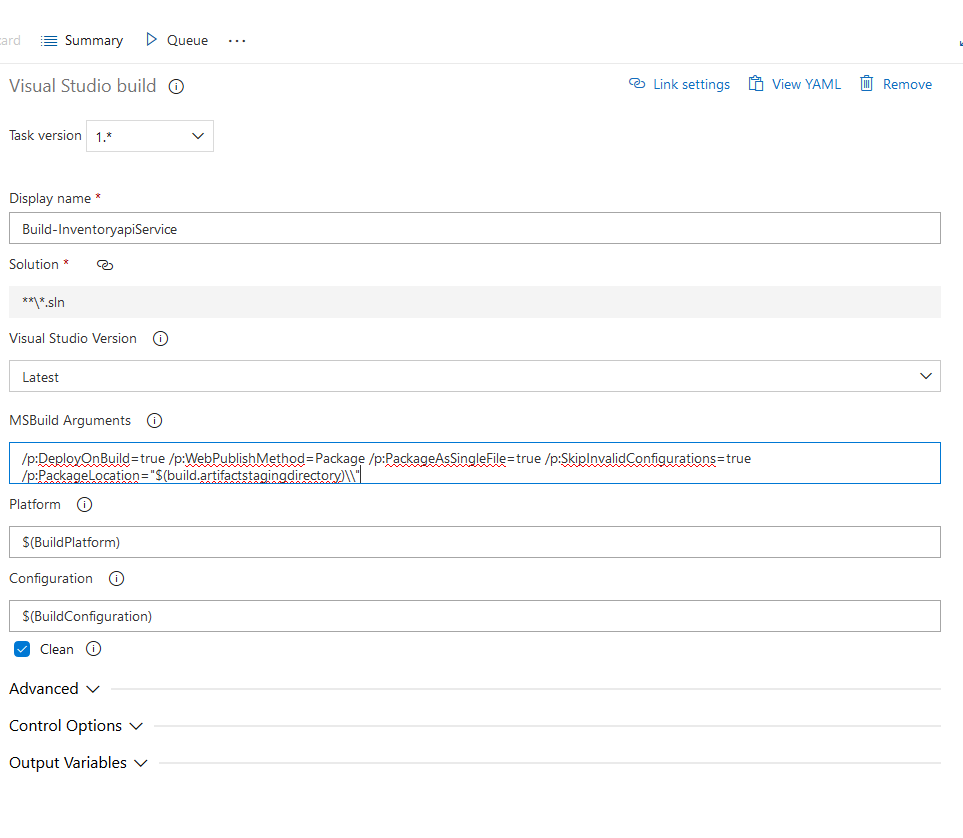 Summary Queue ...
Visual Studio build
Link settings View YAML Remove
Task version 1.*
Display name *
Build-InventoryapiService
Solution *
**\*.sln
Visual Studio Version
Latest
MSBuild Arguments
/p:DeployOnBuild=true /p:WebPublishMethod=Package /p:PackageAsSingleFile=true /p:SkipInvalidConfigurations=true
/p:PackageLocation="$(build.artifactstagingdirectory)\\"
Platform
$(BuildPlatform)
Configuration
$(BuildConfiguration)
Clean
Advanced
Control Options
Output Variables